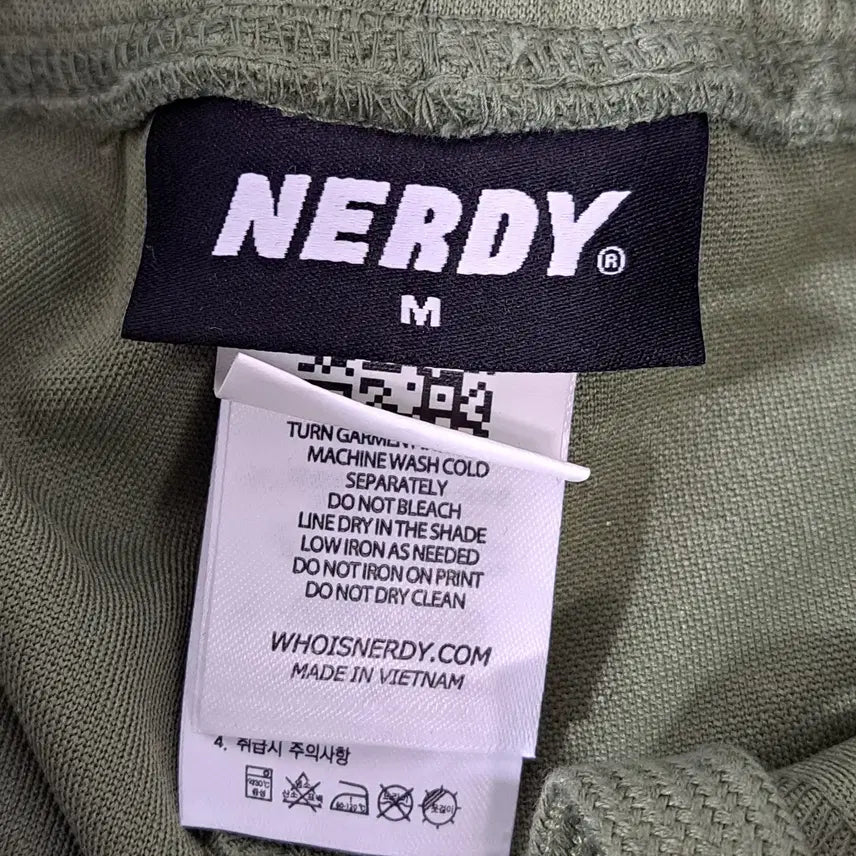 NERDY®
M
TURN GARMENT
MACHINE WASH COLD
SEPARATELY
DO NOT BLEACH
LINE DRY IN THE SHADE
LOW IRON AS NEEDED
DO NOT IRON ON PRINT
DO NOT DRY CLEAN
WHOISNERDY.COM
MADE IN VIETNAM
4. 취급시 주의사항